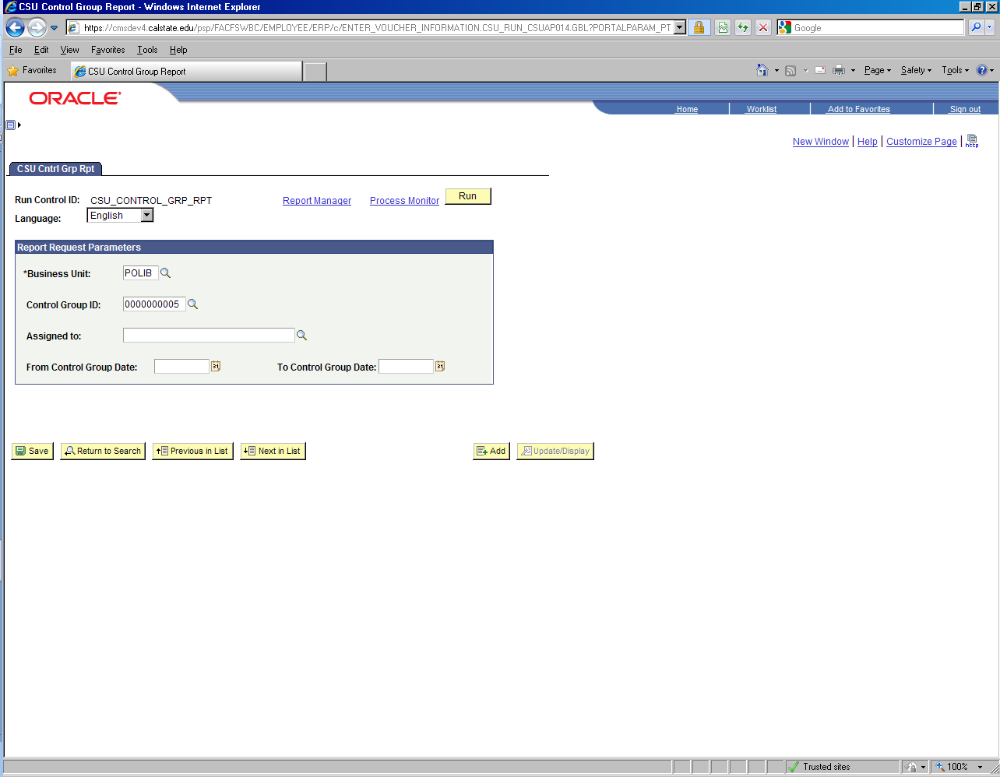 CSU Control Group Report - Windows Internet Explorer
https://cmsdev4.calstate.edu/psp/FACFSWBC/EMPLOYEE/ERP/c/ENTER_VOUCHER_INFORMATION.CSU_RUN_CSUAP014.GBL?PORTALPARAM_PT
Google
File Edit View Favorites Tools Help
Favorites CSU Control Group Report Page Safety Tools
ORACLE®
Home Worklist Add to Favorites Sign out
New Window | Help | Customize Page | http
CSU Cntrl Grp Rpt
Run Control ID: CSU_CONTROL_GRP_RPT Report Manager Process Monitor Run
Language: English
Report Request Parameters
*Business Unit: POLIB
Control Group ID: 0000000005
Assigned to:
From Control Group Date: 31 To Control Group Date: 31
Save Return to Search Previous in List Next in List Add Update/Display
Trusted sites 100%